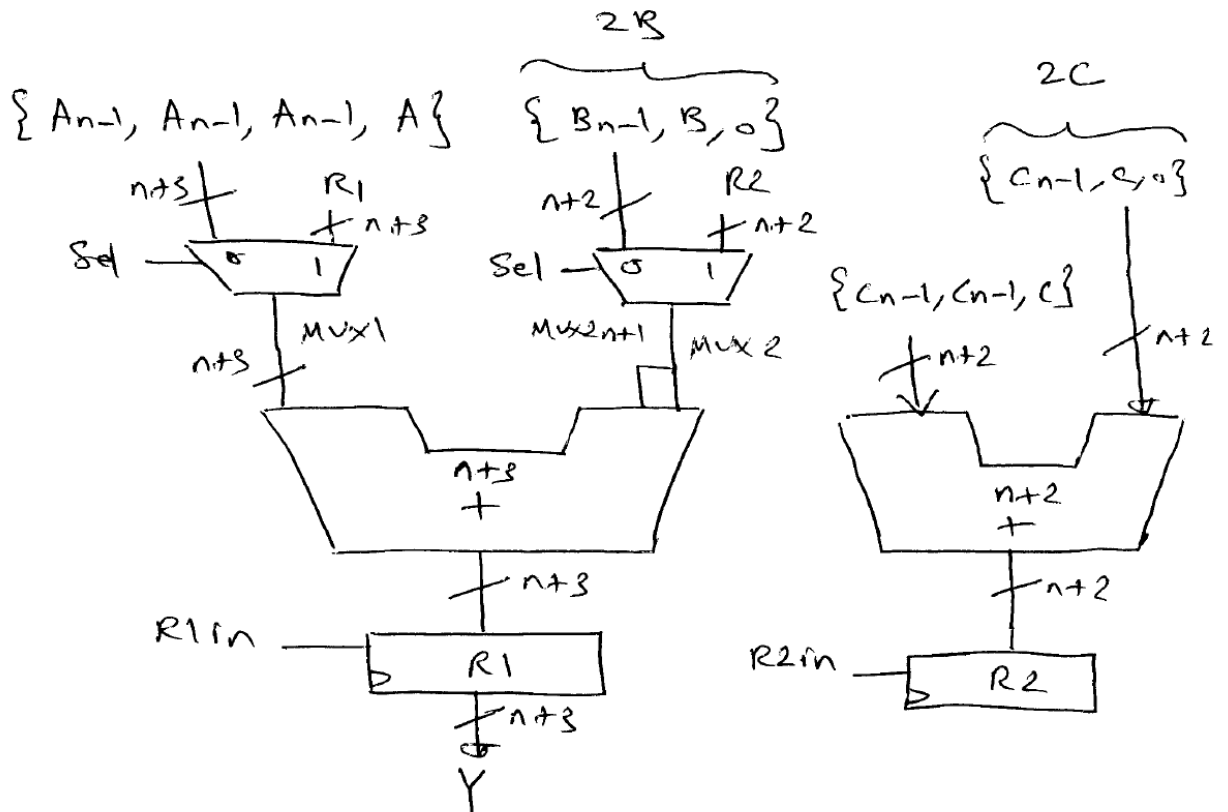 2B
2C
{ An-1, An-1, An-1, A }
{ Bn-1, B, 0 }
{ Cn-1, C, 0 }
n+3
R1
n+3
n+2
R2
n+2
Sel
0
1
Sel
0
1
{ Cn-1, Cn-1, C }
MUX1
MUX2n+1
MUX2
n+2
n+2
n+3
n+3
+
n+2
+
n+3
n+2
R1in
R1
R2in
R2
n+3
Y